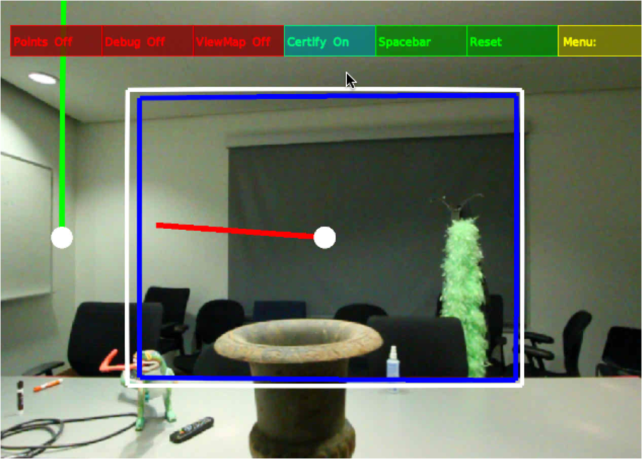 Points Off Debug Off ViewMap Off Certify On Spacebar Reset Menu: